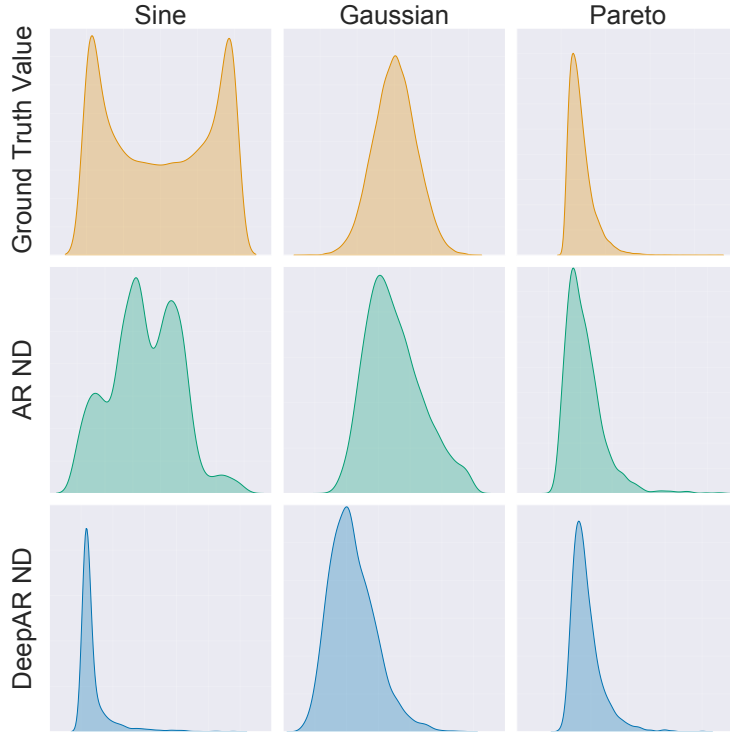 Sine
Gaussian
Pareto
Ground Truth Value
AR ND
DeepAR ND